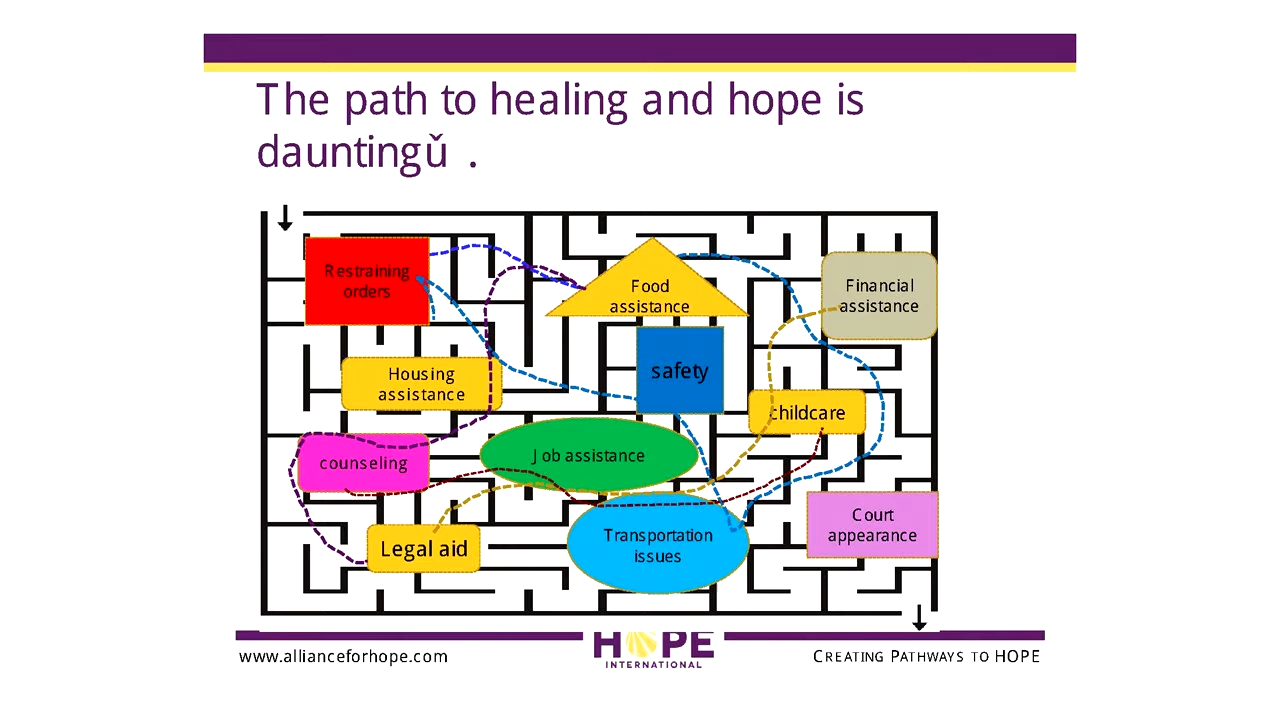 The path to healing and hope is
dauntingǔ .
Restraining
orders
Food
assistance
Financial
assistance
safety
Housing
assistance
childcare
Job assistance
counseling
Court
appearance
Transportation
issues
Legal aid
www.allianceforhope.com
HOPE
INTERNATIONAL
CREATING PATHWAYS TO HOPE